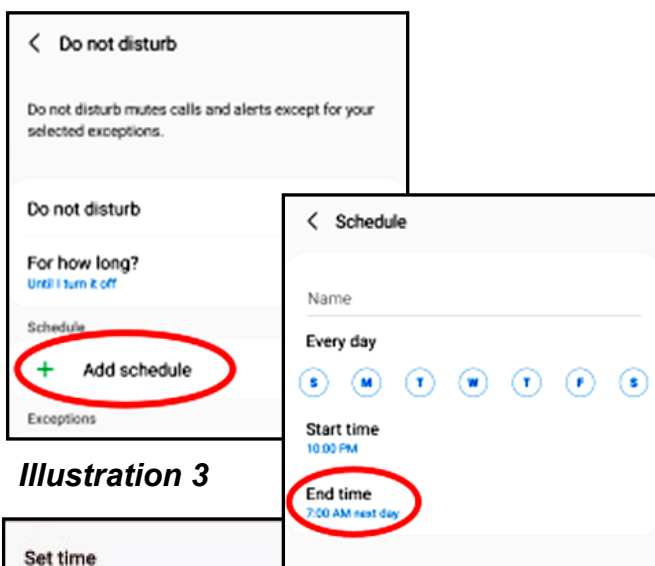 Do not disturb
Do not disturb mutes calls and alerts except for your
selected exceptions.
Do not disturb
For how long?
Until I turn it off
Schedule
+ Add schedule
Exceptions
Illustration 3
Schedule
Name
Every day
S M T W T F S
Start time
10:00 PM
End time
7:00 AM next day
Set time